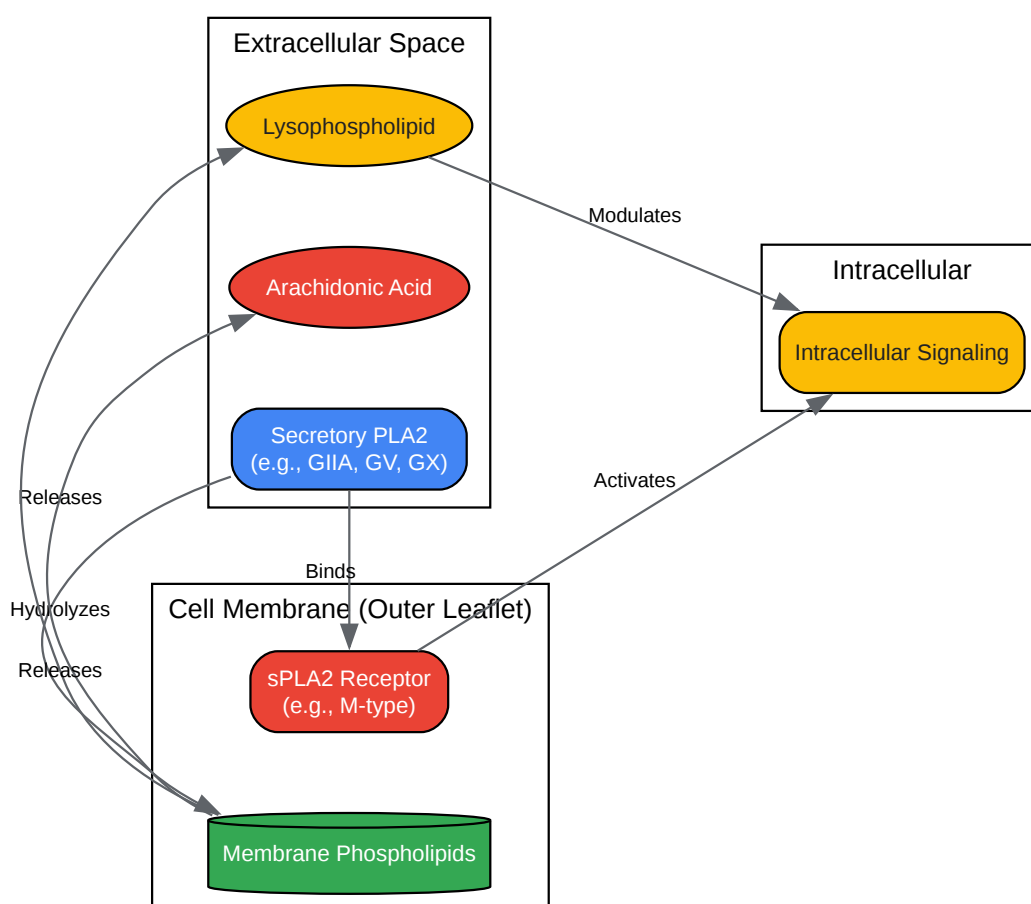 Extracellular Space
Lysophospholipid
Modulates
Intracellular
Arachidonic Acid
Intracellular Signaling
Secretory PLA2
(e.g., GIIA, GV, GX)
Activates
Releases
Binds
Hydrolyzes
Cell Membrane (Outer Leaflet)
Releases
sPLA2 Receptor
(e.g., M-type)
Membrane Phospholipids